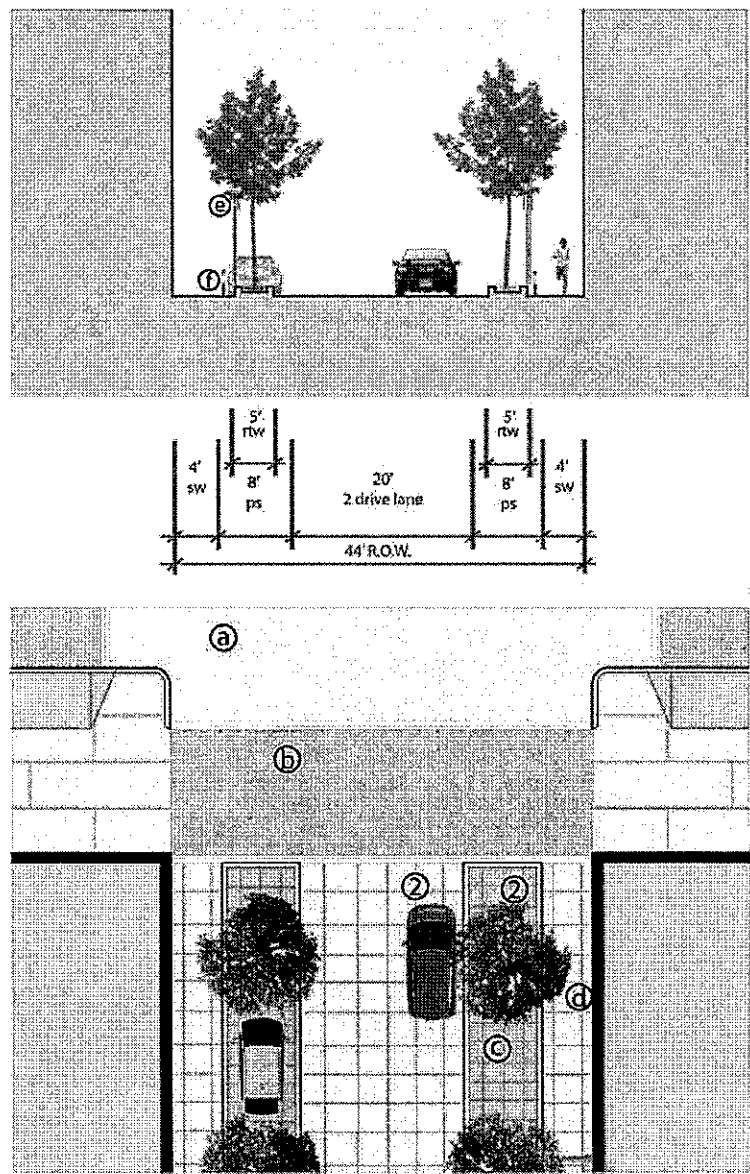 ⓔ
ⓕ
5' 5'
rtw rtw
4' 8' 20' 8' 4'
sw ps 2 drive lane ps sw
44' R.O.W.
ⓐ
ⓑ
② ②
ⓓ
ⓒ